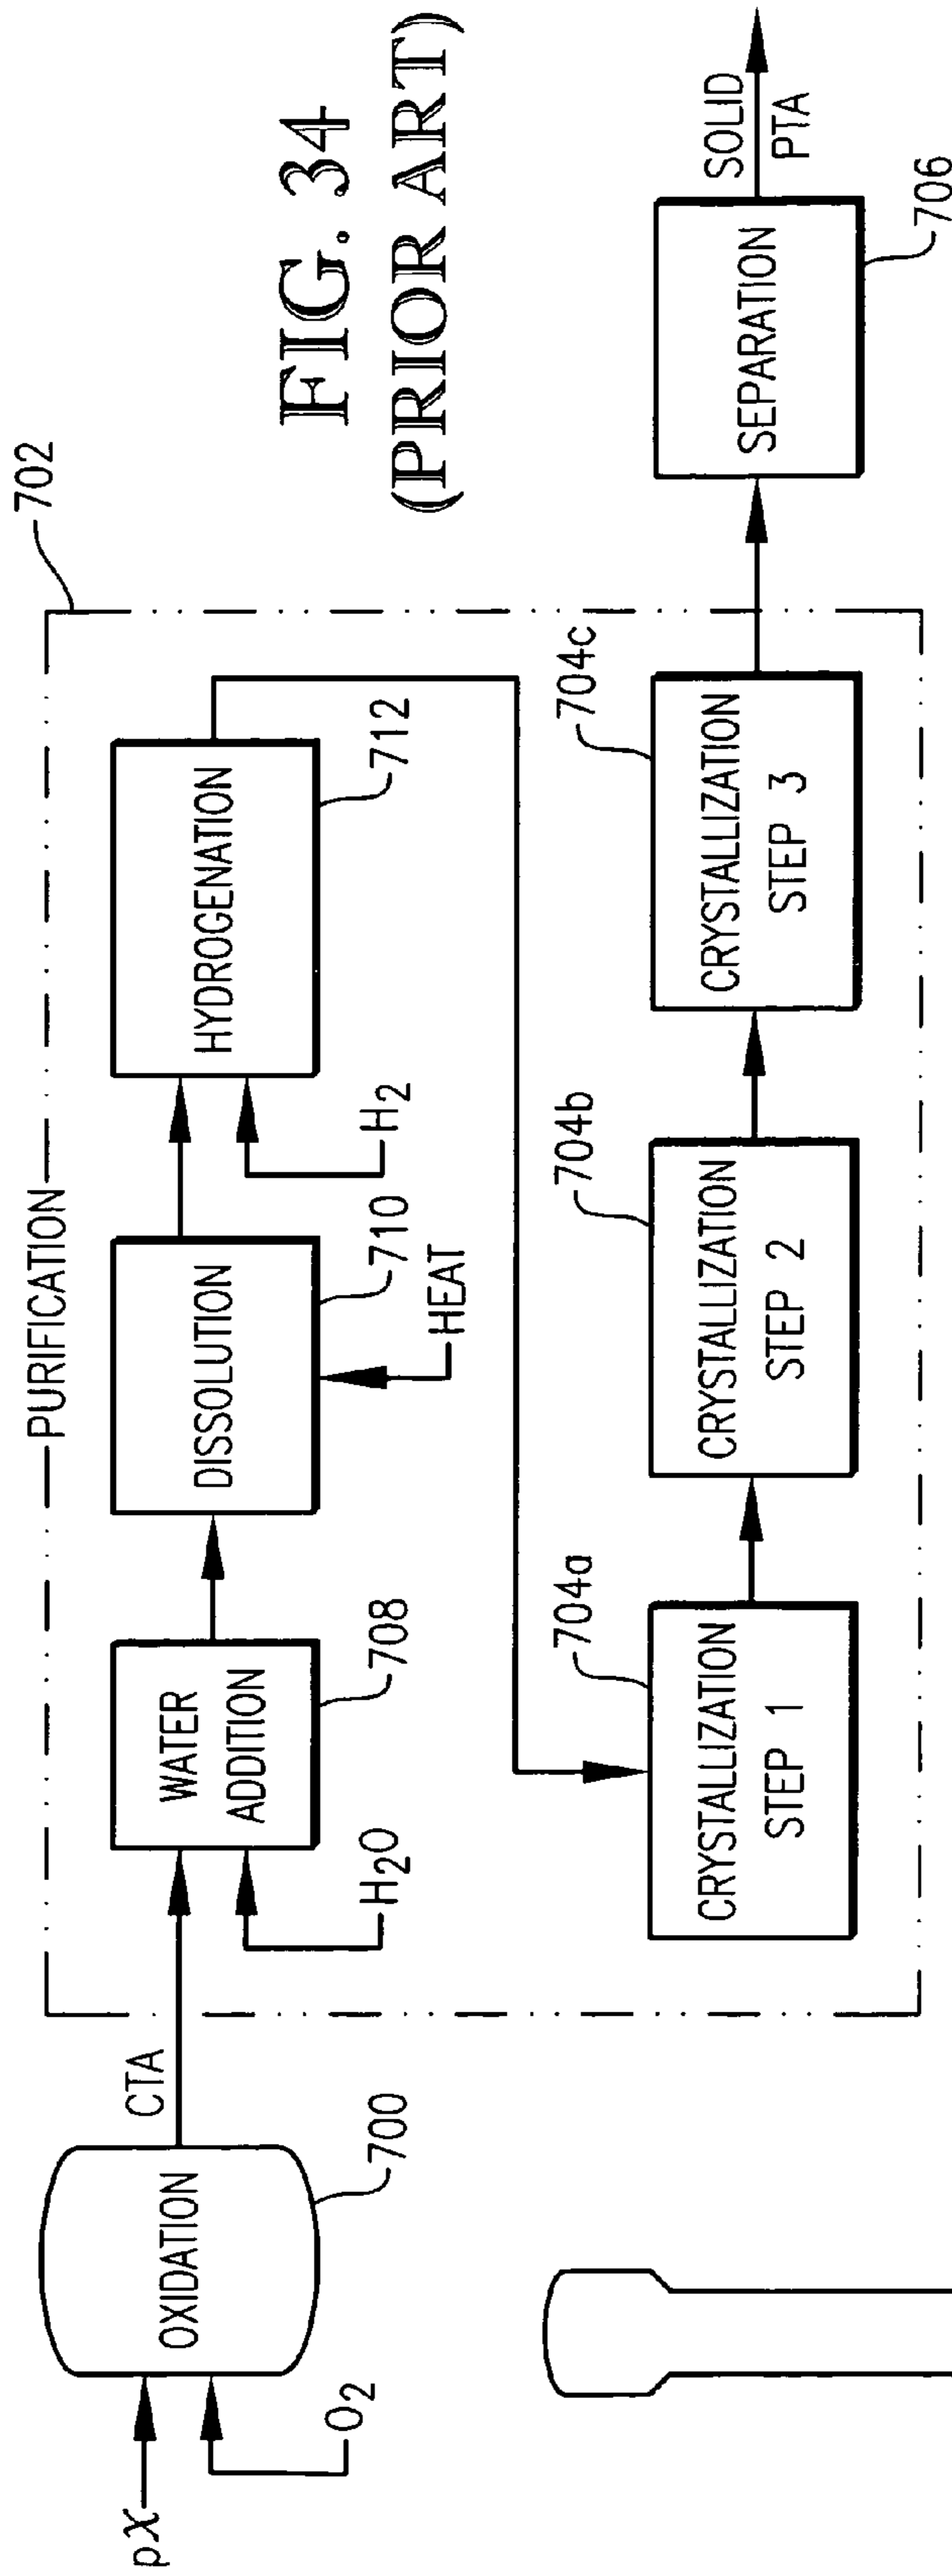 FIG. 34
(PRIOR ART)
702
PURIFICATION
pX
O2
OXIDATION
700
CTA
H2O
WATER
ADDITION
708
DISSOLUTION
710
HEAT
H2
HYDROGENATION
712
704a
CRYSTALLIZATION
STEP 1
704b
CRYSTALLIZATION
STEP 2
704c
CRYSTALLIZATION
STEP 3
SEPARATION
706
SOLID
PTA